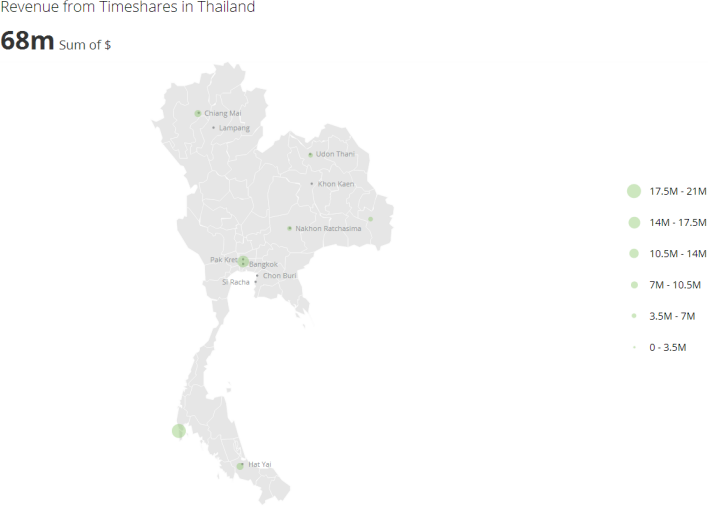 Revenue from Timeshares in Thailand
68m Sum of $
Chiang Mai
Lampang
Udon Thani
Khon Kaen
Nakhon Ratchasima
Pak Kret
Bangkok
Chon Buri
Si Racha
Hat Yai
17.5M - 21M
14M - 17.5M
10.5M - 14M
7M - 10.5M
3.5M - 7M
0 - 3.5M